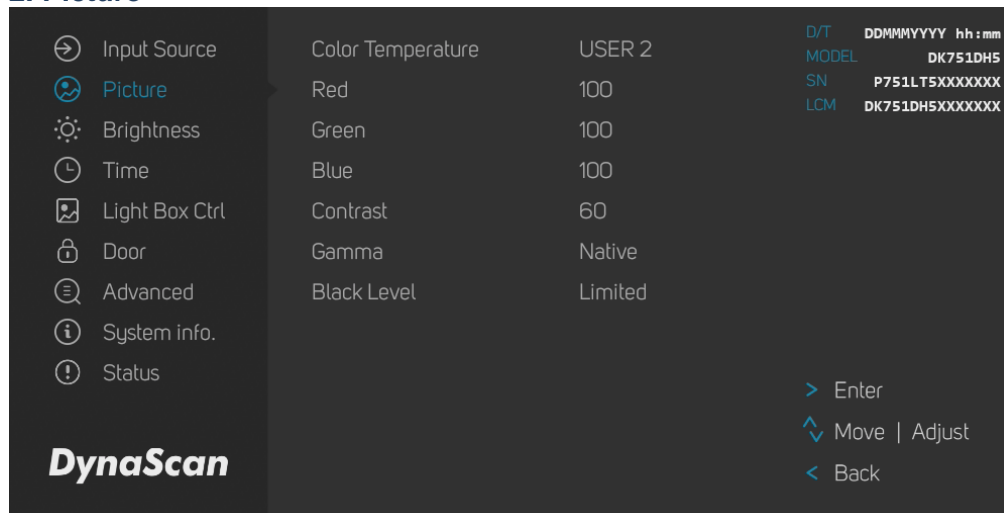 Input Source
Picture
Brightness
Time
Light Box Ctrl
Door
Advanced
System info.
Status
DynaScan
Color Temperature USER 2
Red 100
Green 100
Blue 100
Contrast 60
Gamma Native
Black Level Limited
D/T DDMMMYYYY hh:mm
MODEL DK751DH5
SN P751LT5XXXXXXX
LCM DK751DH5XXXXXXX
> Enter
Move | Adjust
< Back